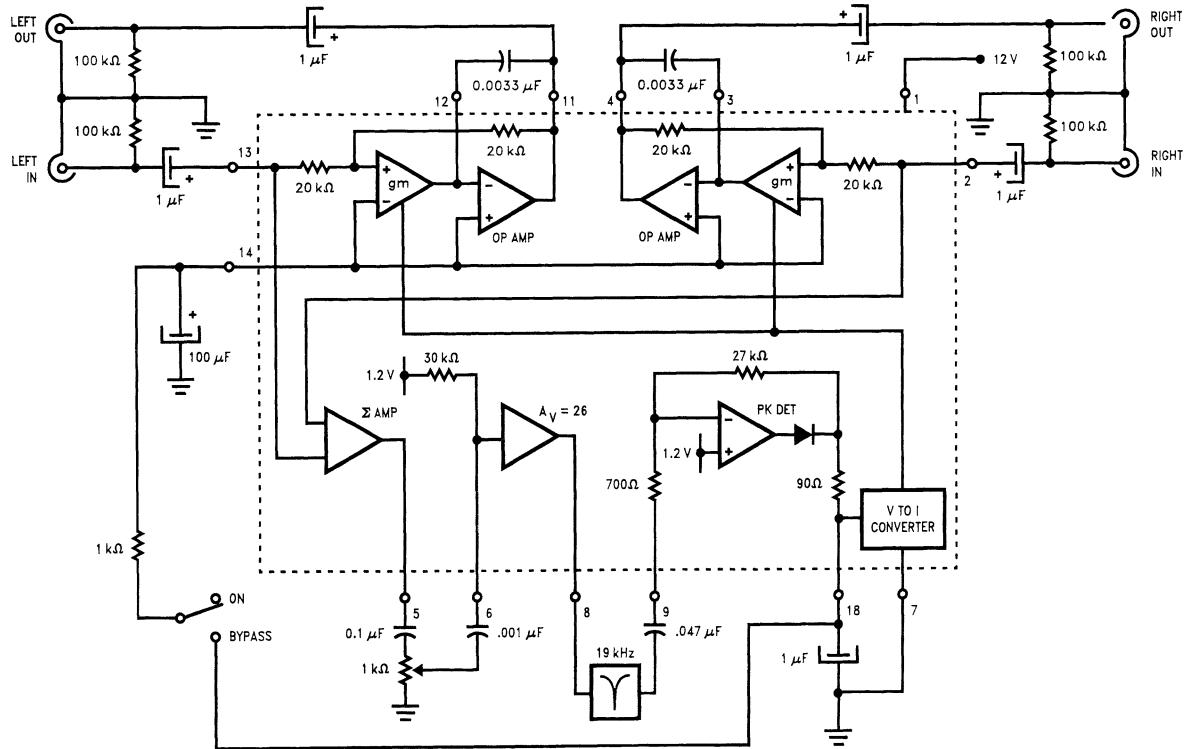 LEFT
OUT
1 μF
+
+
1 μF
RIGHT
OUT
100 kΩ
0.0033 μF
0.0033 μF
12 V
100 kΩ
12
11
4
3
1
100 kΩ
20 kΩ
20 kΩ
100 kΩ
LEFT
IN
13
+
gm
−
+
gm
−
2
RIGHT
IN
+
1 μF
20 kΩ
−
+
−
+
20 kΩ
+
1 μF
OP AMP
OP AMP
14
+
100 μF
30 kΩ
1.2 V
27 kΩ
Σ AMP
AV = 26
PK DET
−
+
1.2 V
700Ω
90Ω
V TO I
CONVERTER
1 kΩ
ON
BYPASS
5
6
8
9
18
7
0.1 μF
.001 μF
.047 μF
1 kΩ
19 kHz
1 μF